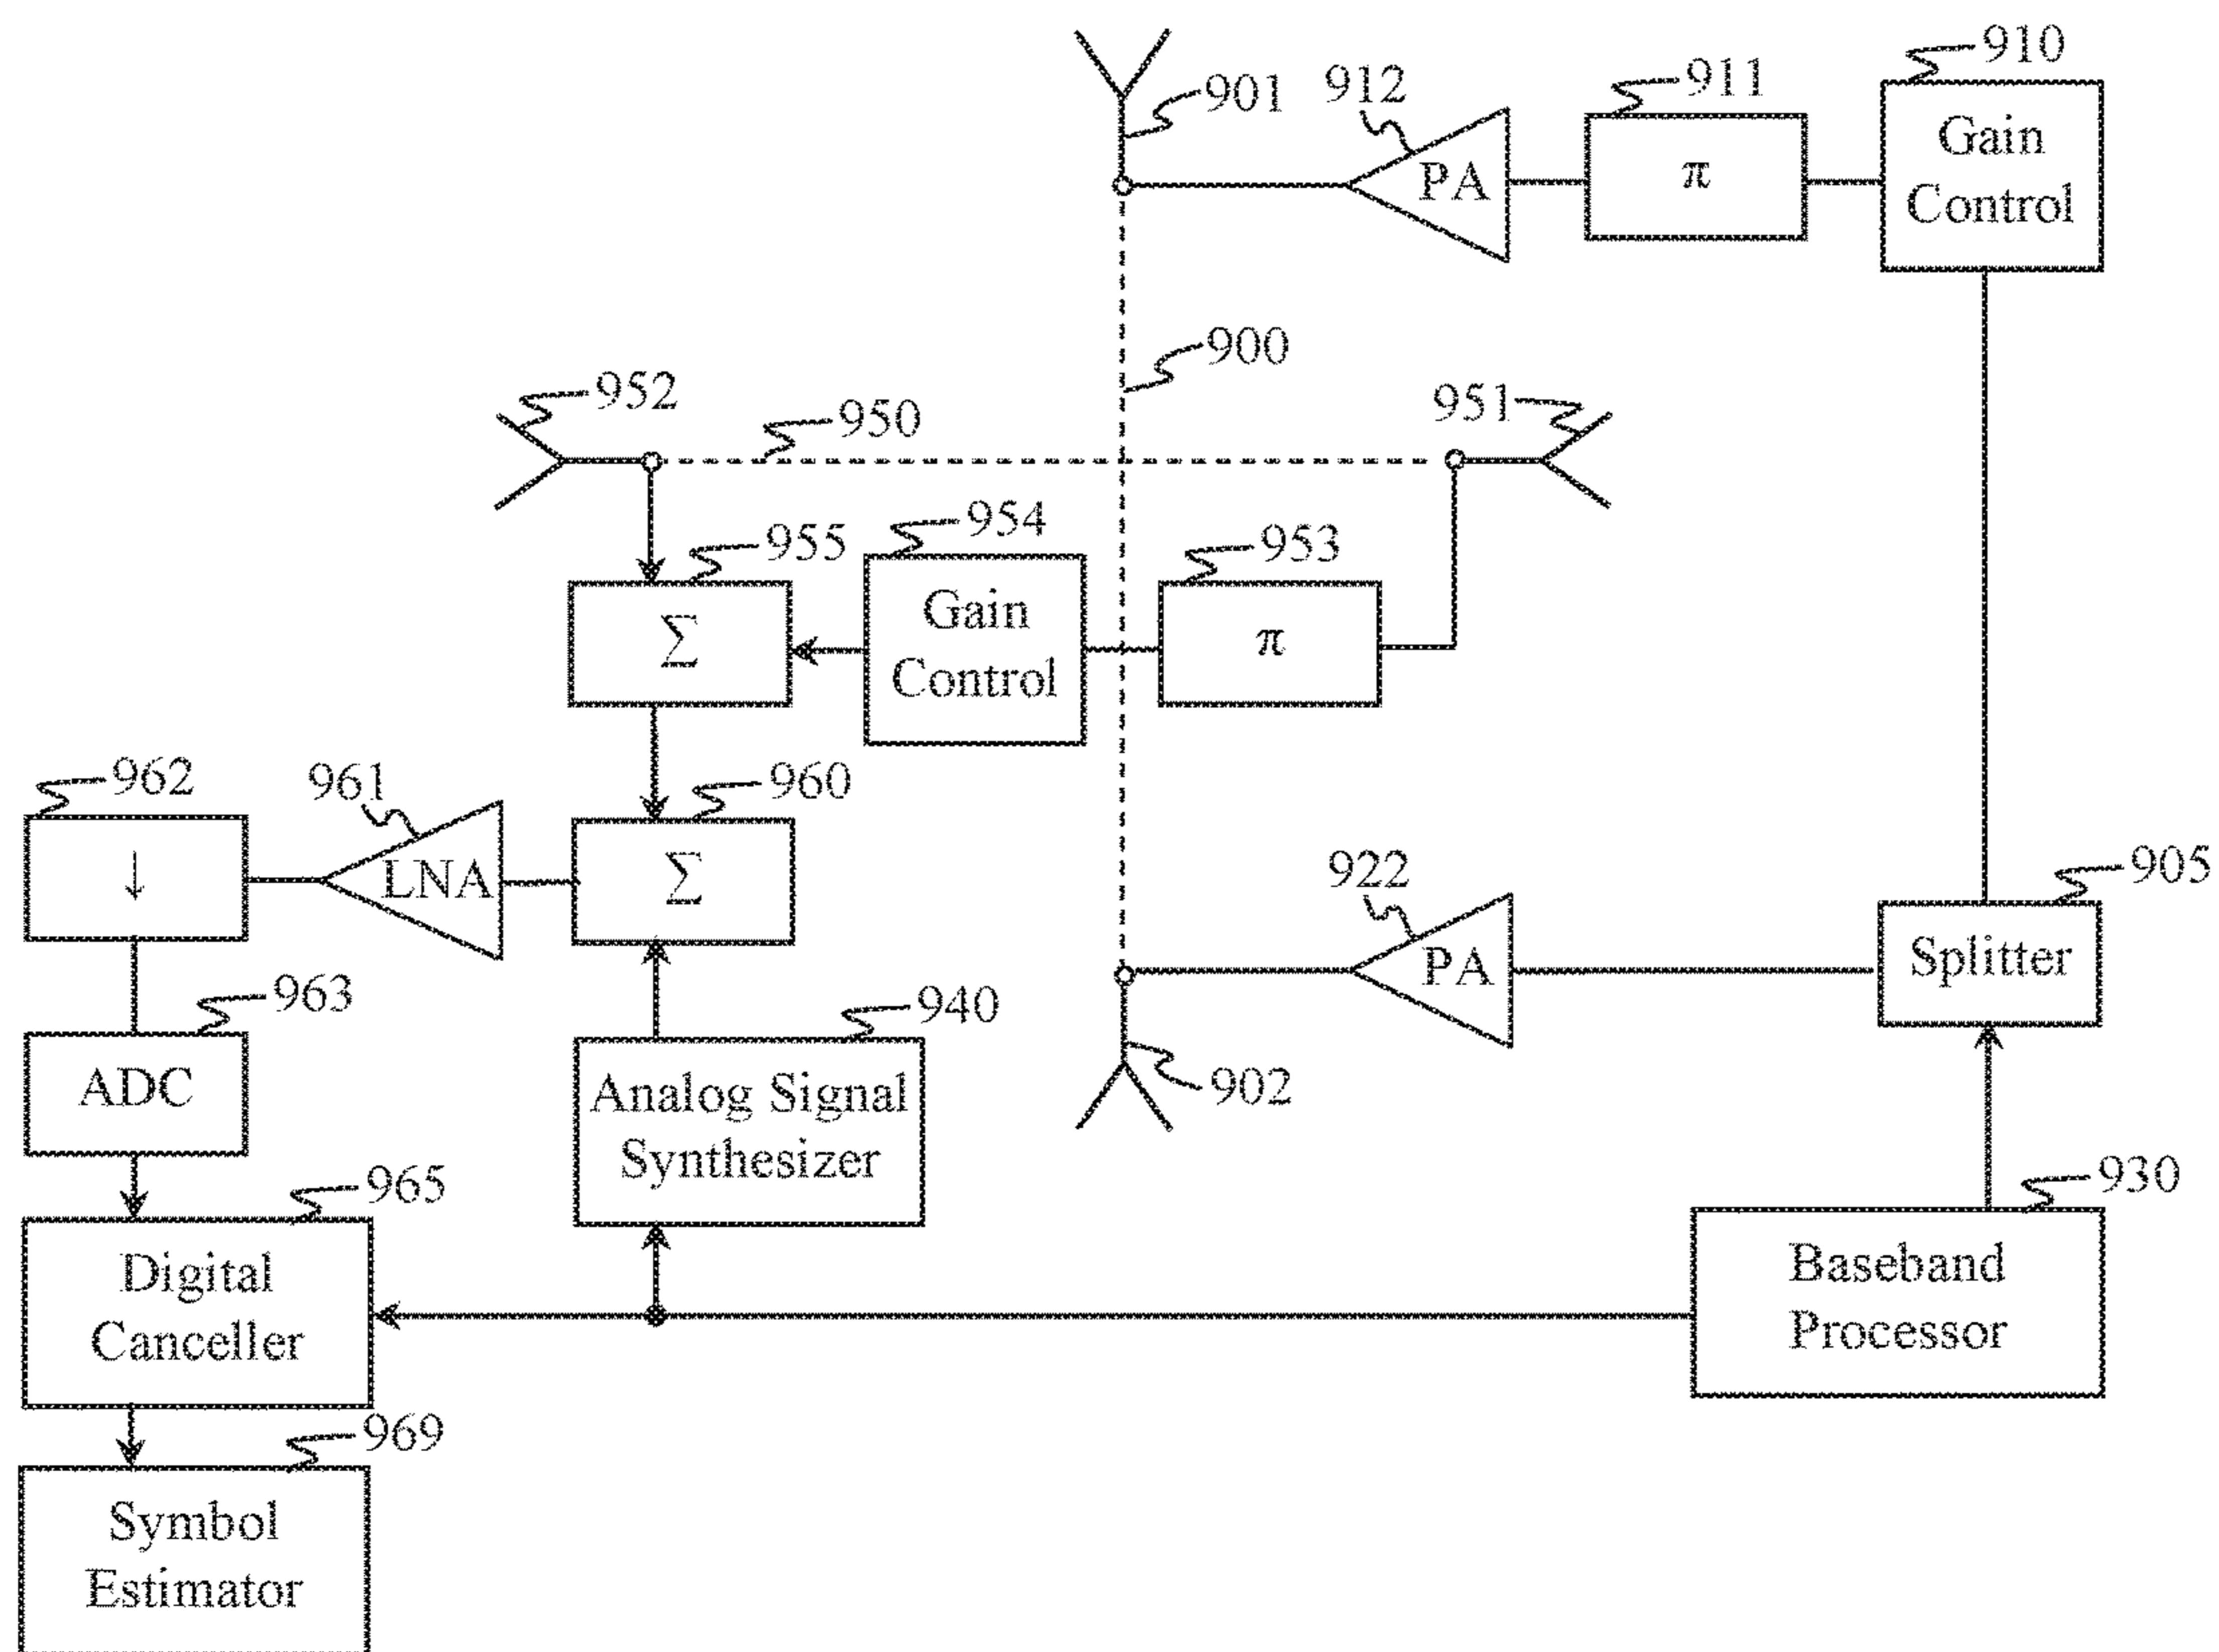 910
911
912
901
Gain
Control
π
PA
900
952
950
951
954
955
953
Gain
Control
Σ
π
962
961
960
↓
LNA
Σ
922
905
PA
Splitter
963
940
ADC
Analog Signal
Synthesizer
902
965
930
Digital
Canceller
Baseband
Processor
969
Symbol
Estimator